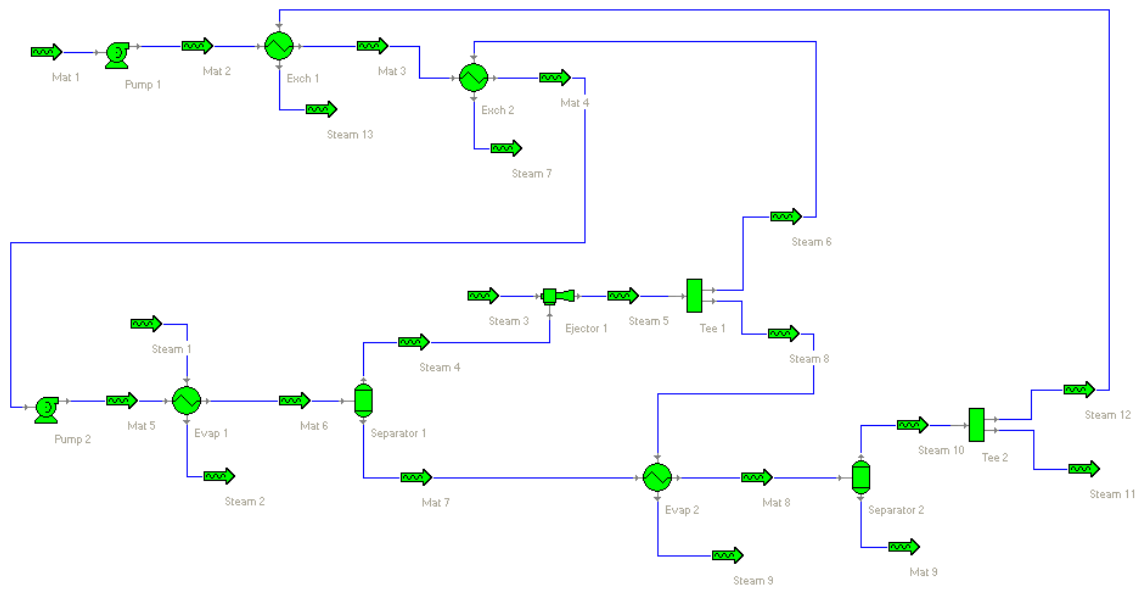 Mat 1
Pump 1
Mat 2
Exch 1
Mat 3
Exch 2
Mat 4
Steam 13
Steam 7
Steam 6
Steam 3
Ejector 1
Steam 5
Tee 1
Steam 1
Steam 4
Steam 8
Pump 2
Mat 5
Evap 1
Mat 6
Separator 1
Steam 12
Steam 10
Tee 2
Steam 2
Mat 7
Evap 2
Mat 8
Separator 2
Steam 11
Steam 9
Mat 9